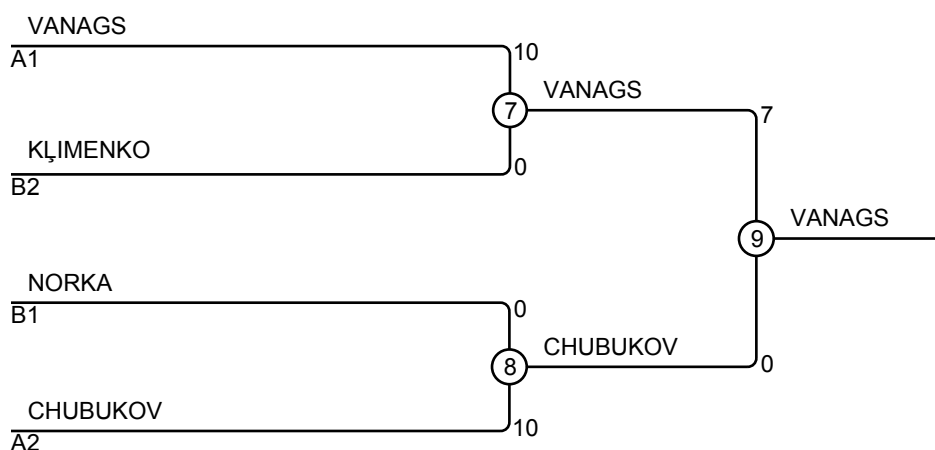 VANAGS
A1
10
7
VANAGS
7
KĻIMENKO
B2
0
9
VANAGS
NORKA
B1
0
8
CHUBUKOV
0
CHUBUKOV
A2
10